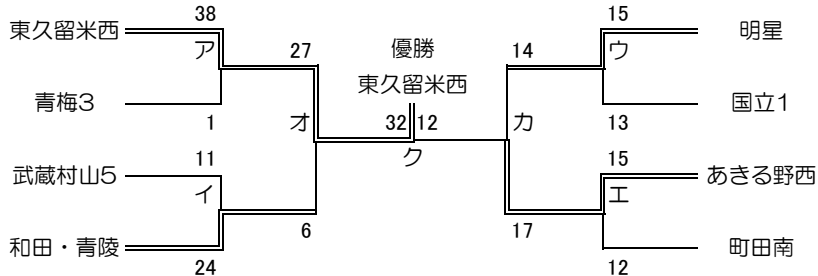 38
東久留米西
ア
27
優勝
14
15
明星
ウ
東久留米西
青梅3
国立1
1
オ
32
12
カ
13
11
武蔵村山5
イ
ク
15
あきる野西
エ
和田・青陵
6
17
町田南
24
12